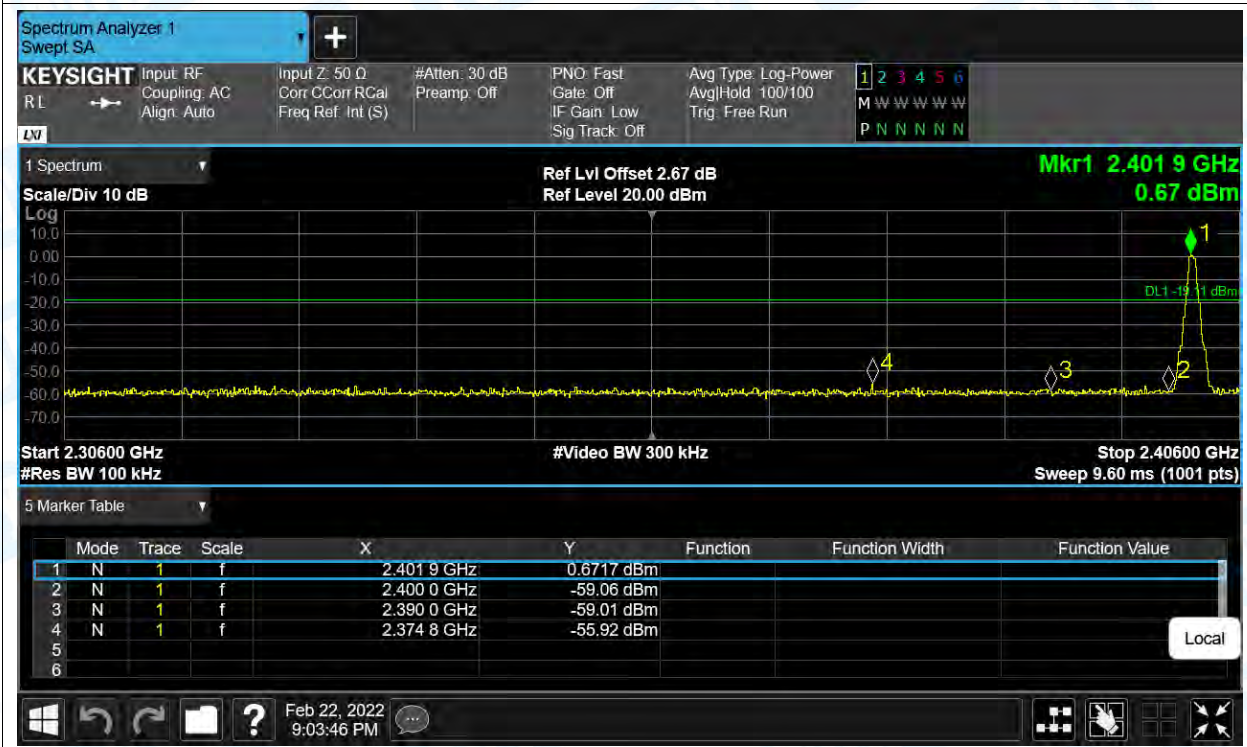 Spectrum Analyzer 1
Swept SA
+
KEYSIGHT Input: RF Input Z: 50 Ω #Atten: 30 dB PNO: Fast Avg Type: Log-Power 1 2 3 4 5 6
RL Coupling: AC Corr CCorr RCal Preamp: Off Gate: Off Avg|Hold: 100/100 M W W W W W
Align: Auto Freq Ref: Int (S) IF Gain: Low Trig: Free Run
LXI Sig Track: Off P N N N N N
1 Spectrum Ref Lvl Offset 2.67 dB Mkr1 2.401 9 GHz
Scale/Div 10 dB Ref Level 20.00 dBm 0.67 dBm
Log
10.0 1
0.00
-10.0
DL1 -19.11 dBm
-20.0
-30.0
-40.0
4
-50.0 3 2
-60.0
-70.0
Start 2.30600 GHz #Video BW 300 kHz Stop 2.40600 GHz
#Res BW 100 kHz Sweep 9.60 ms (1001 pts)
5 Marker Table
Mode Trace Scale X Y Function Function Width Function Value
1 N 1 f 2.401 9 GHz 0.6717 dBm
2 N 1 f 2.400 0 GHz -59.06 dBm
3 N 1 f 2.390 0 GHz -59.01 dBm
4 N 1 f 2.374 8 GHz -55.92 dBm
5
6
Local
? Feb 22, 2022
9:03:46 PM